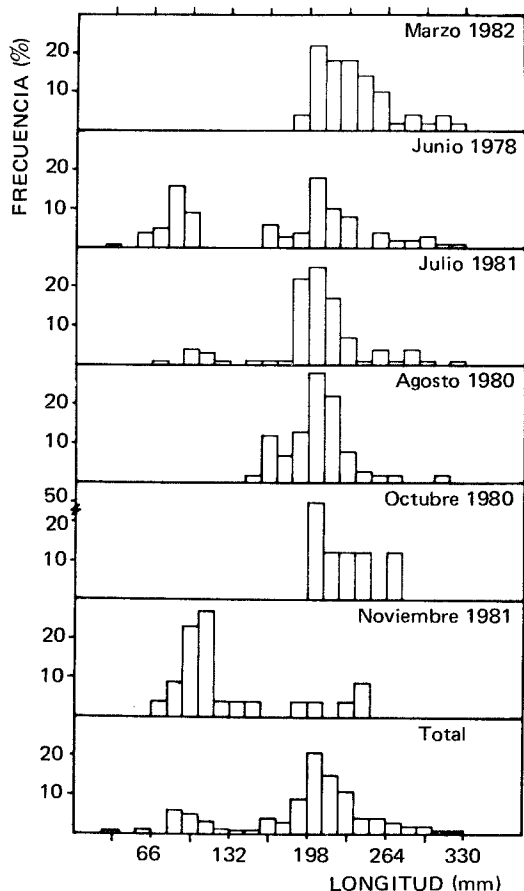 FRECUENCIA (%)
Marzo 1982
20
10
Junio 1978
20
10
Julio 1981
20
10
Agosto 1980
20
10
50
Octubre 1980
20
10
Noviembre 1981
20
10
Total
20
10
66 132 198 264 330
LONGITUD (mm)